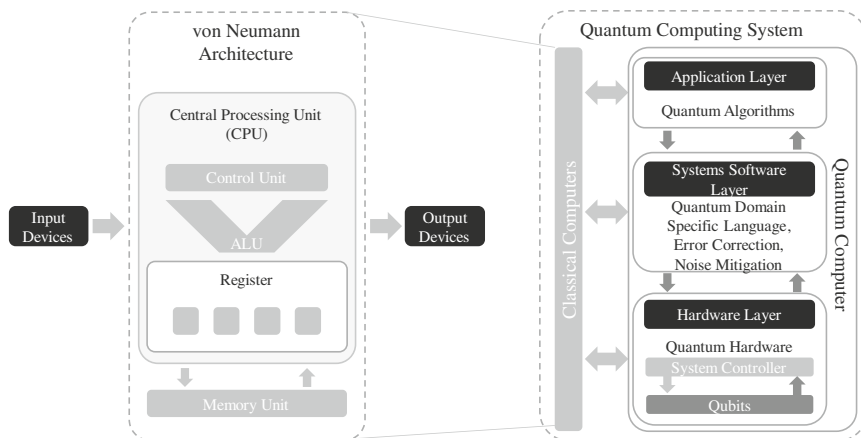 von Neumann
Architecture
Central Processing Unit
(CPU)
Control Unit
ALU
Register
Memory Unit
Input
Devices
Output
Devices
Quantum Computing System
Classical Computers
Quantum Computer
Application Layer
Quantum Algorithms
Systems Software
Layer
Quantum Domain
Specific Language,
Error Correction,
Noise Mitigation
Hardware Layer
Quantum Hardware
System Controller
Qubits